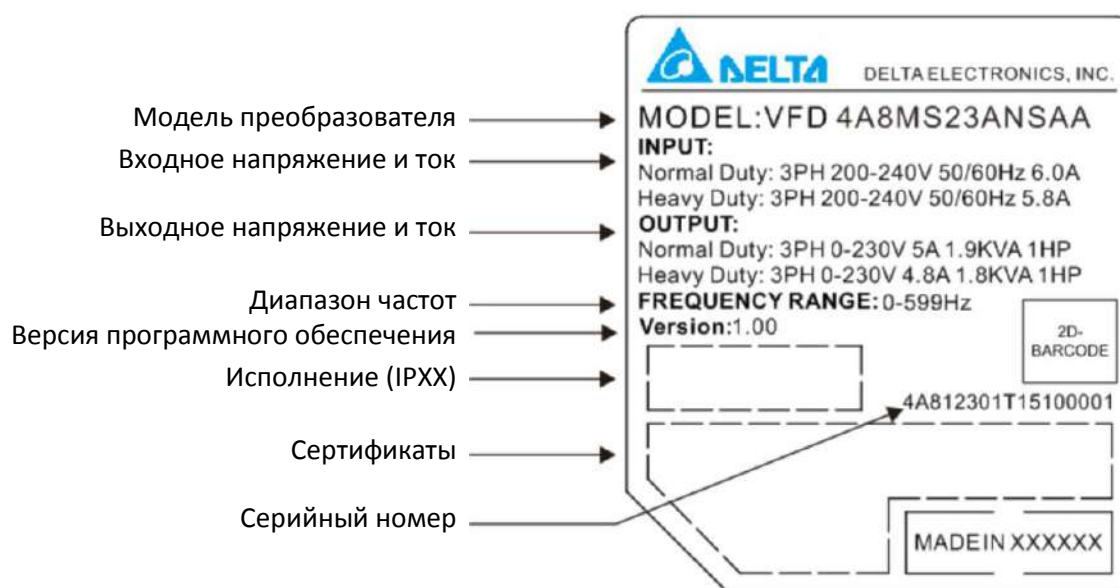 DELTA DELTA ELECTRONICS, INC.
Модель преобразователя
MODEL:VFD 4A8MS23ANSAA
Входное напряжение и ток
INPUT:
Normal Duty: 3PH 200-240V 50/60Hz 6.0A
Heavy Duty: 3PH 200-240V 50/60Hz 5.8A
Выходное напряжение и ток
OUTPUT:
Normal Duty: 3PH 0-230V 5A 1.9KVA 1HP
Heavy Duty: 3PH 0-230V 4.8A 1.8KVA 1HP
Диапазон частот
FREQUENCY RANGE: 0-599Hz
Версия программного обеспечения
Version:1.00
2D-
BARCODE
Исполнение (IPXX)
4A812301T15100001
Сертификаты
Серийный номер
MADEIN XXXXXX